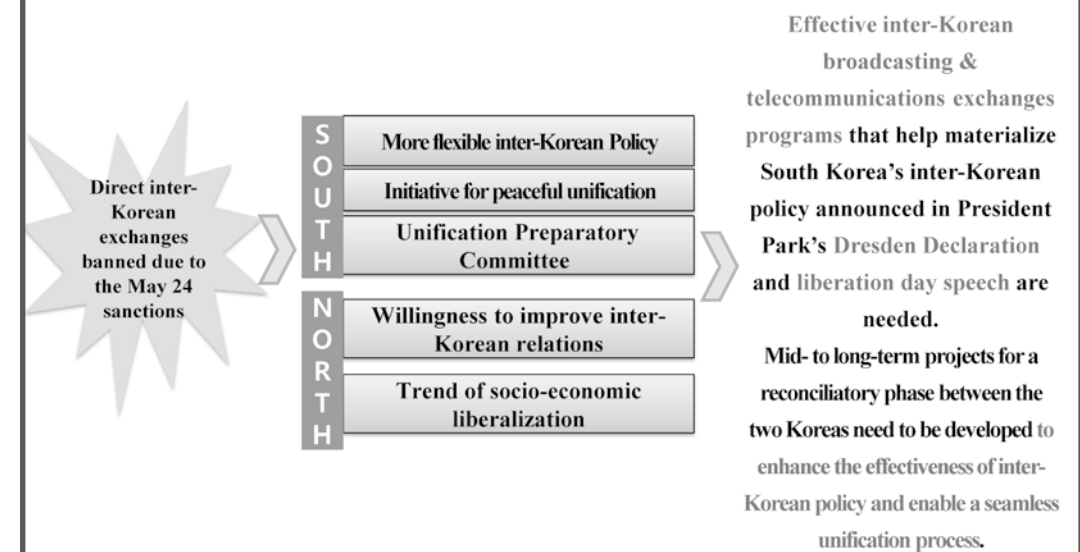 Direct inter-
Korean
exchanges
banned due to
the May 24
sanctions
SOUTH
More flexible inter-Korean Policy
Initiative for peaceful unification
Unification Preparatory
Committee
NORTH
Willingness to improve inter-
Korean relations
Trend of socio-economic
liberalization
Effective inter-Korean
broadcasting &
telecommunications exchanges
programs that help materialize
South Korea’s inter-Korean
policy announced in President
Park’s Dresden Declaration
and liberation day speech are
needed.
Mid- to long-term projects for a
reconciliatory phase between the
two Koreas need to be developed to
enhance the effectiveness of inter-
Korean policy and enable a seamless
unification process.